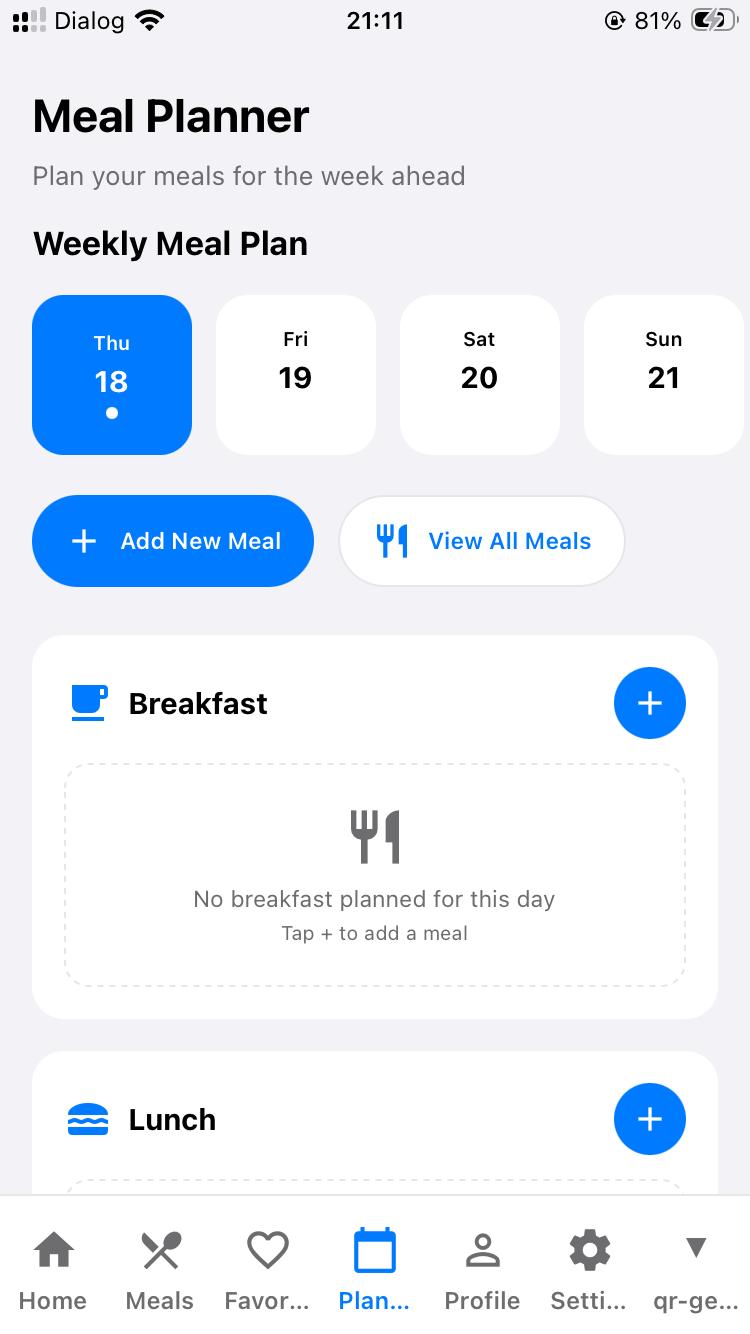 Dialog 21:11 81%
Meal Planner
Plan your meals for the week ahead
Weekly Meal Plan
Thu Fri Sat Sun
18 19 20 21
Add New Meal View All Meals
Breakfast
No breakfast planned for this day
Tap + to add a meal
Lunch
Home Meals Favor... Plan... Profile Setti... qr-ge...